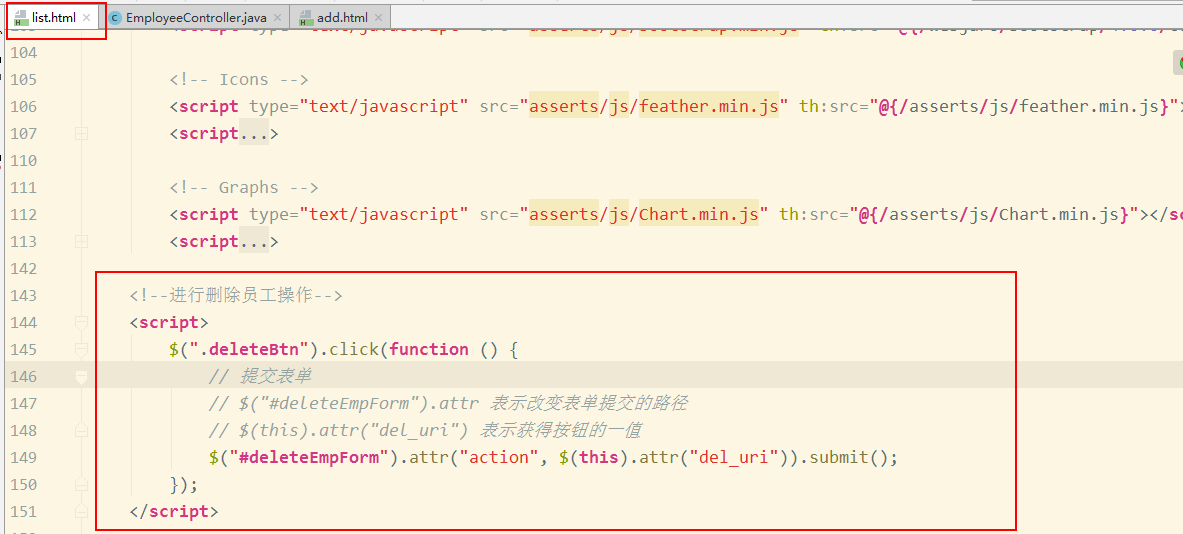 list.html EmployeeController.java add.html
104
105 <!-- Icons -->
106 <script type="text/javascript" src="asserts/js/feather.min.js" th:src="@{/asserts/js/feather.min.js}">
107 <script...>
110
111 <!-- Graphs -->
112 <script type="text/javascript" src="asserts/js/Chart.min.js" th:src="@{/asserts/js/Chart.min.js}"></sc
113 <script...>
142
143 <!--进行删除员工操作-->
144 <script>
145 $(".deleteBtn").click(function () {
146 // 提交表单
147 // $("#deleteEmpForm").attr 表示改变表单提交的路径
148 // $(this).attr("del_uri") 表示获得按钮的一值
149 $("#deleteEmpForm").attr("action", $(this).attr("del_uri")).submit();
150 });
151 </script>